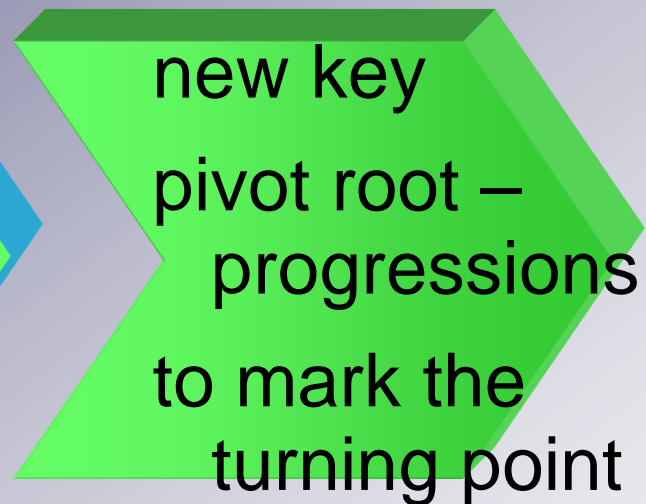 new key
pivot root –
progressions
to mark the
turning point